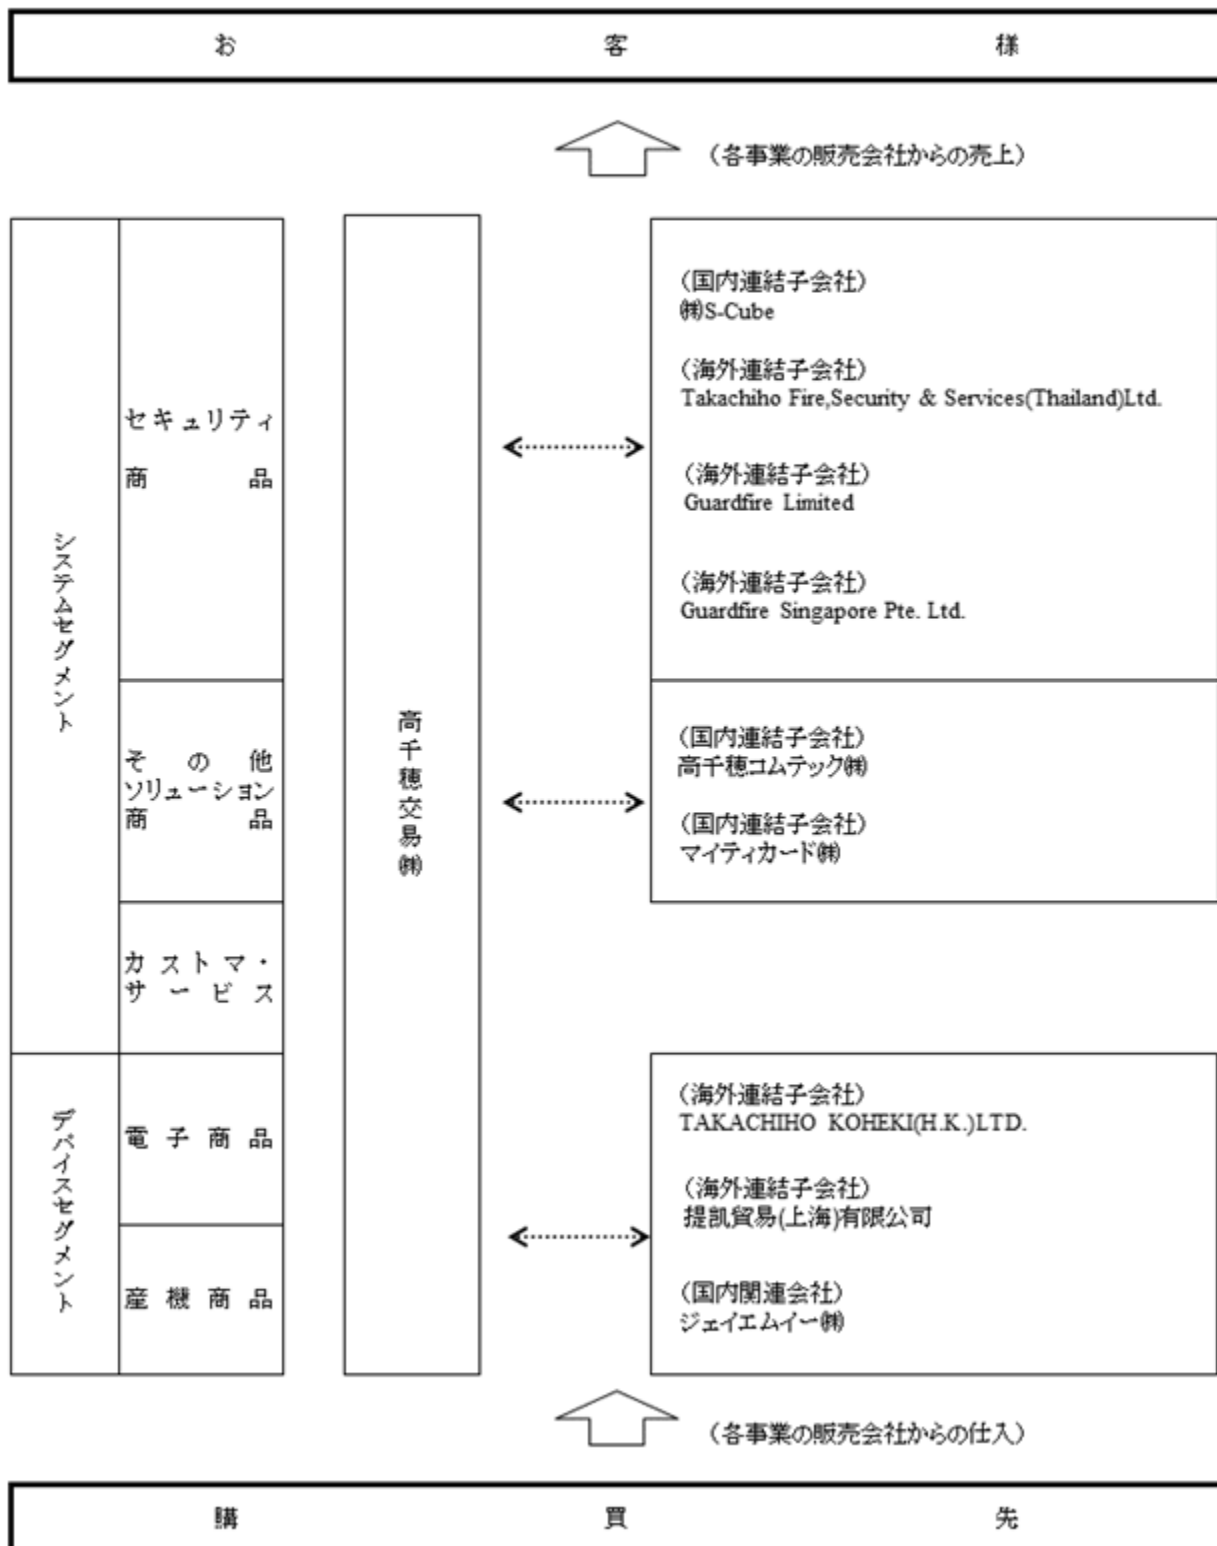 お客様
（各事業の販売会社からの売上）
システムセグメント
セキュリティ
商品
その他
ソリューション
商品
カストマ・
サービス
デバイスセグメント
電子商品
産機商品
高千穂交易㈱
（国内連結子会社）
㈱S-Cube
（海外連結子会社）
Takachiho Fire,Security & Services(Thailand)Ltd.
（海外連結子会社）
Guardfire Limited
（海外連結子会社）
Guardfire Singapore Pte. Ltd.
（国内連結子会社）
高千穂コムテック㈱
（国内連結子会社）
マイティカード㈱
（海外連結子会社）
TAKACHIHO KOHEKI(H.K.)LTD.
（海外連結子会社）
提凱貿易(上海)有限公司
（国内関連会社）
ジェイエムイー㈱
（各事業の販売会社からの仕入）
購買先